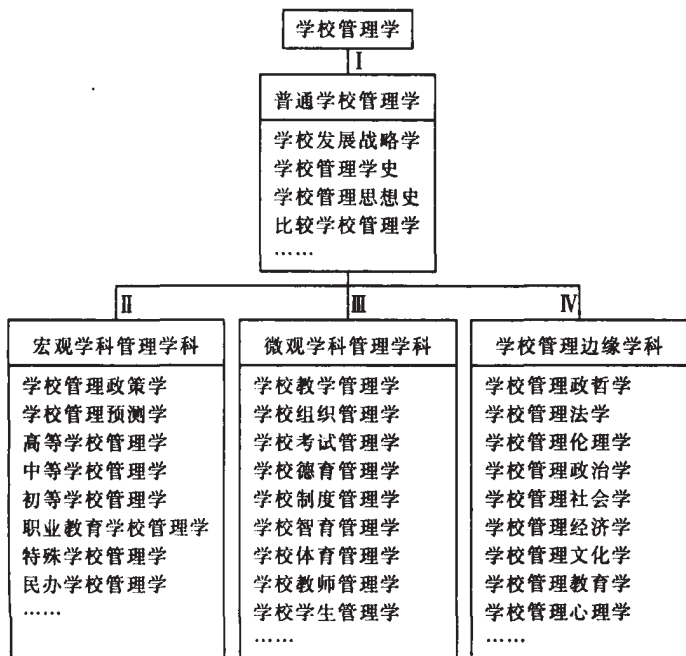 学校管理学
Ⅰ
普通学校管理学
学校发展战略学
学校管理学史
学校管理思想史
比较学校管理学
……
Ⅱ
宏观学科管理学科
学校管理政策学
学校管理预测学
高等学校管理学
中等学校管理学
初等学校管理学
职业教育学校管理学
特殊学校管理学
民办学校管理学
……
Ⅲ
微观学科管理学科
学校教学管理学
学校组织管理学
学校考试管理学
学校德育管理学
学校制度管理学
学校智育管理学
学校体育管理学
学校教师管理学
学校学生管理学
……
Ⅳ
学校管理边缘学科
学校管理政哲学
学校管理法学
学校管理伦理学
学校管理政治学
学校管理社会学
学校管理经济学
学校管理文化学
学校管理教育学
学校管理心理学
……